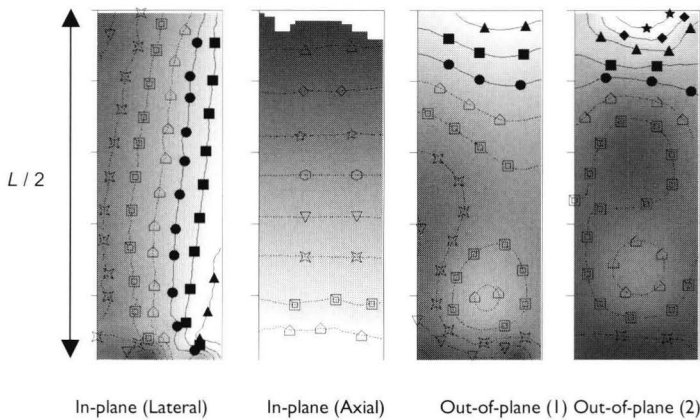 L / 2
In-plane (Lateral) In-plane (Axial) Out-of-plane (1) Out-of-plane (2)